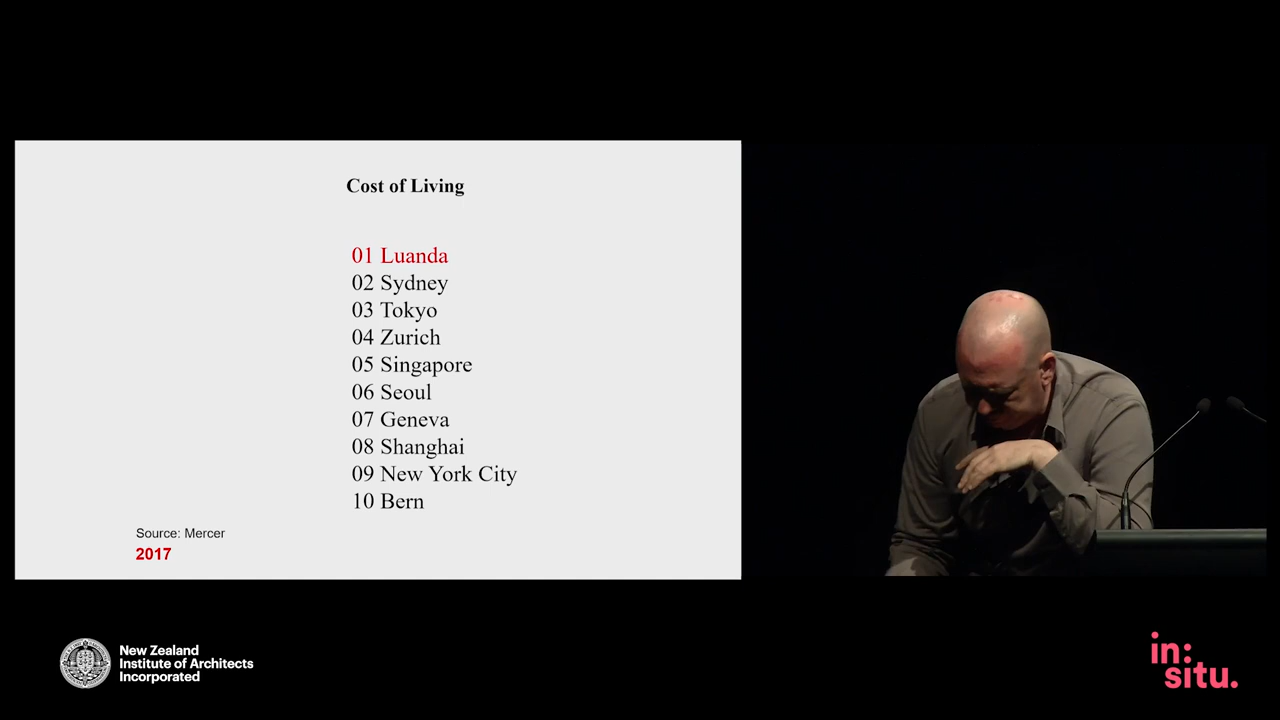 Cost of Living
01 Luanda
02 Sydney
03 Tokyo
04 Zurich
05 Singapore
06 Seoul
07 Geneva
08 Shanghai
09 New York City
10 Bern
Source: Mercer
2017
New Zealand
Institute of Architects
Incorporated
in:
situ.